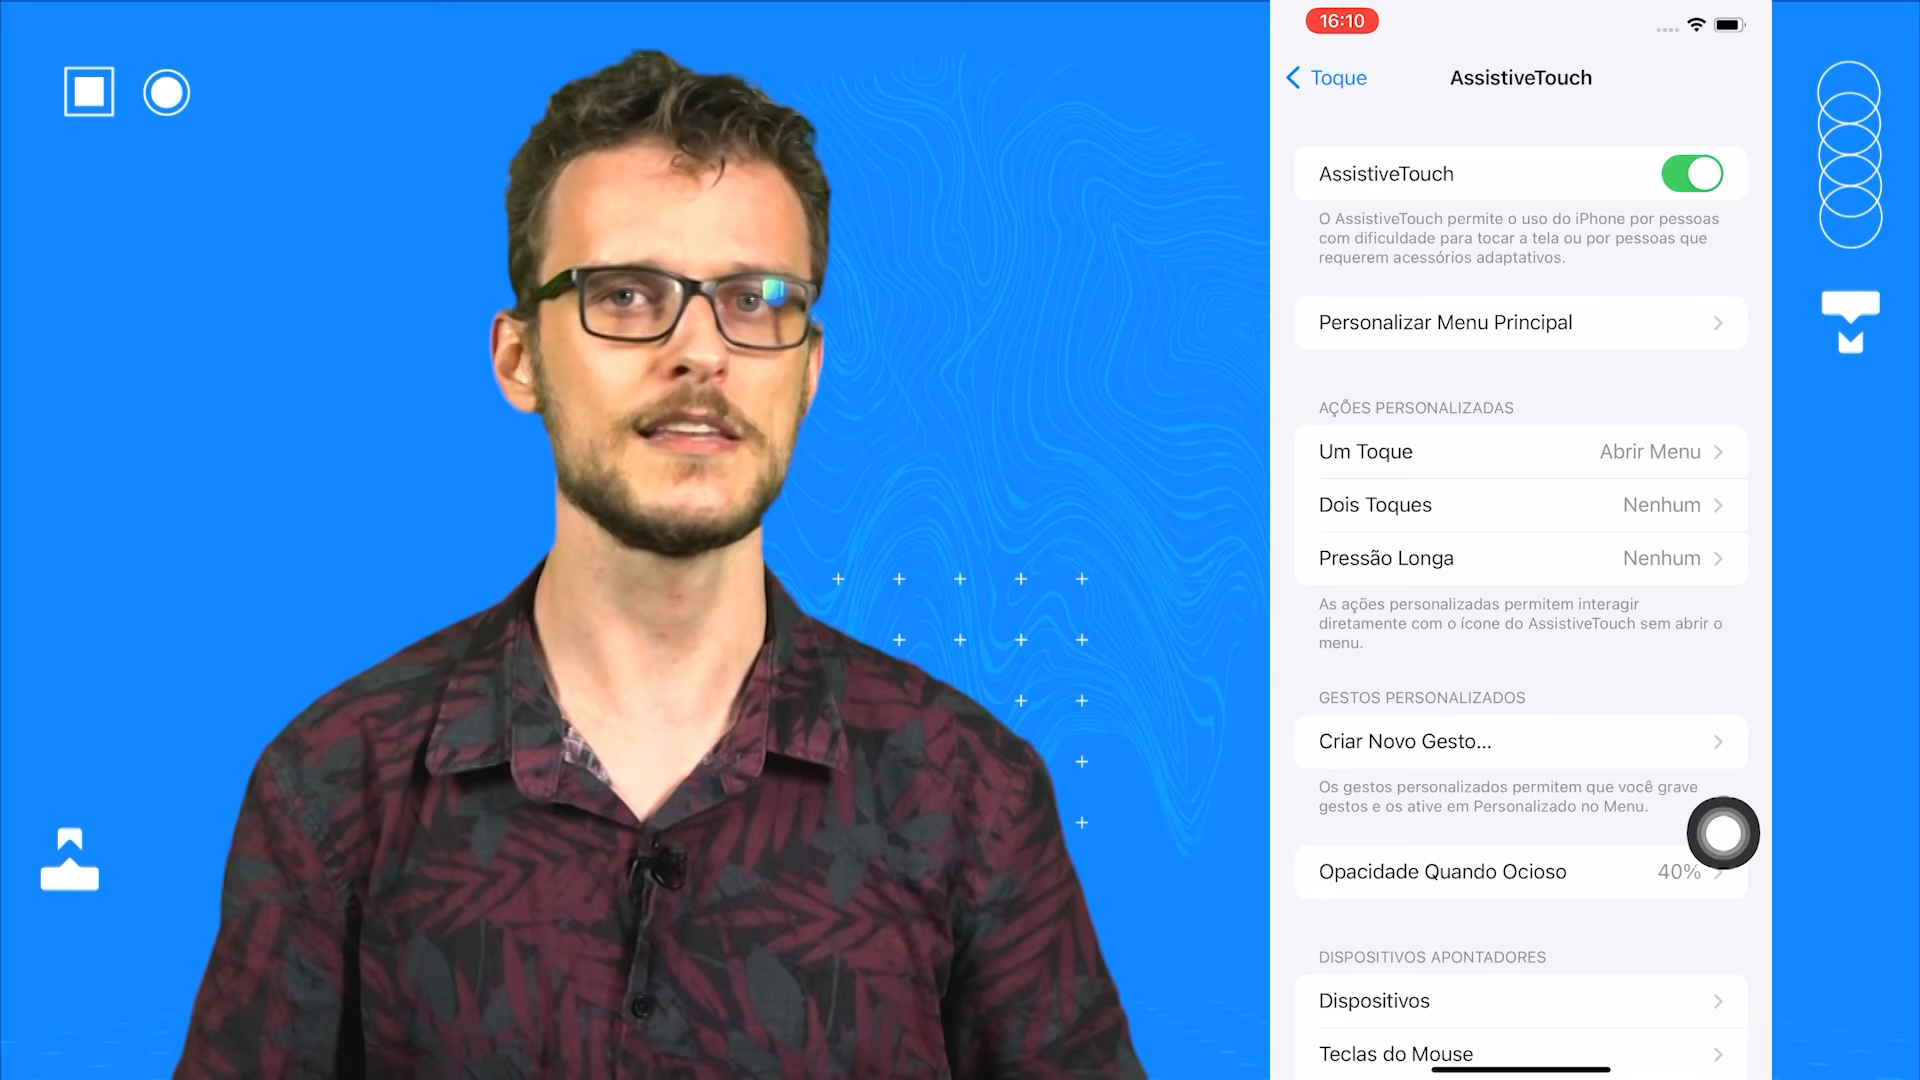 16:10
Toque
AssistiveTouch
AssistiveTouch
O AssistiveTouch permite o uso do iPhone por pessoas
com dificuldade para tocar a tela ou por pessoas que
requerem acessórios adaptativos.
Personalizar Menu Principal
AÇÕES PERSONALIZADAS
Um Toque Abrir Menu
Dois Toques Nenhum
Pressão Longa Nenhum
As ações personalizadas permitem interagir
diretamente com o ícone do AssistiveTouch sem abrir o
menu.
GESTOS PERSONALIZADOS
Criar Novo Gesto...
Os gestos personalizados permitem que você grave
gestos e os ative em Personalizado no Menu.
Opacidade Quando Ocioso 40%
DISPOSITIVOS APONTADORES
Dispositivos
Teclas do Mouse